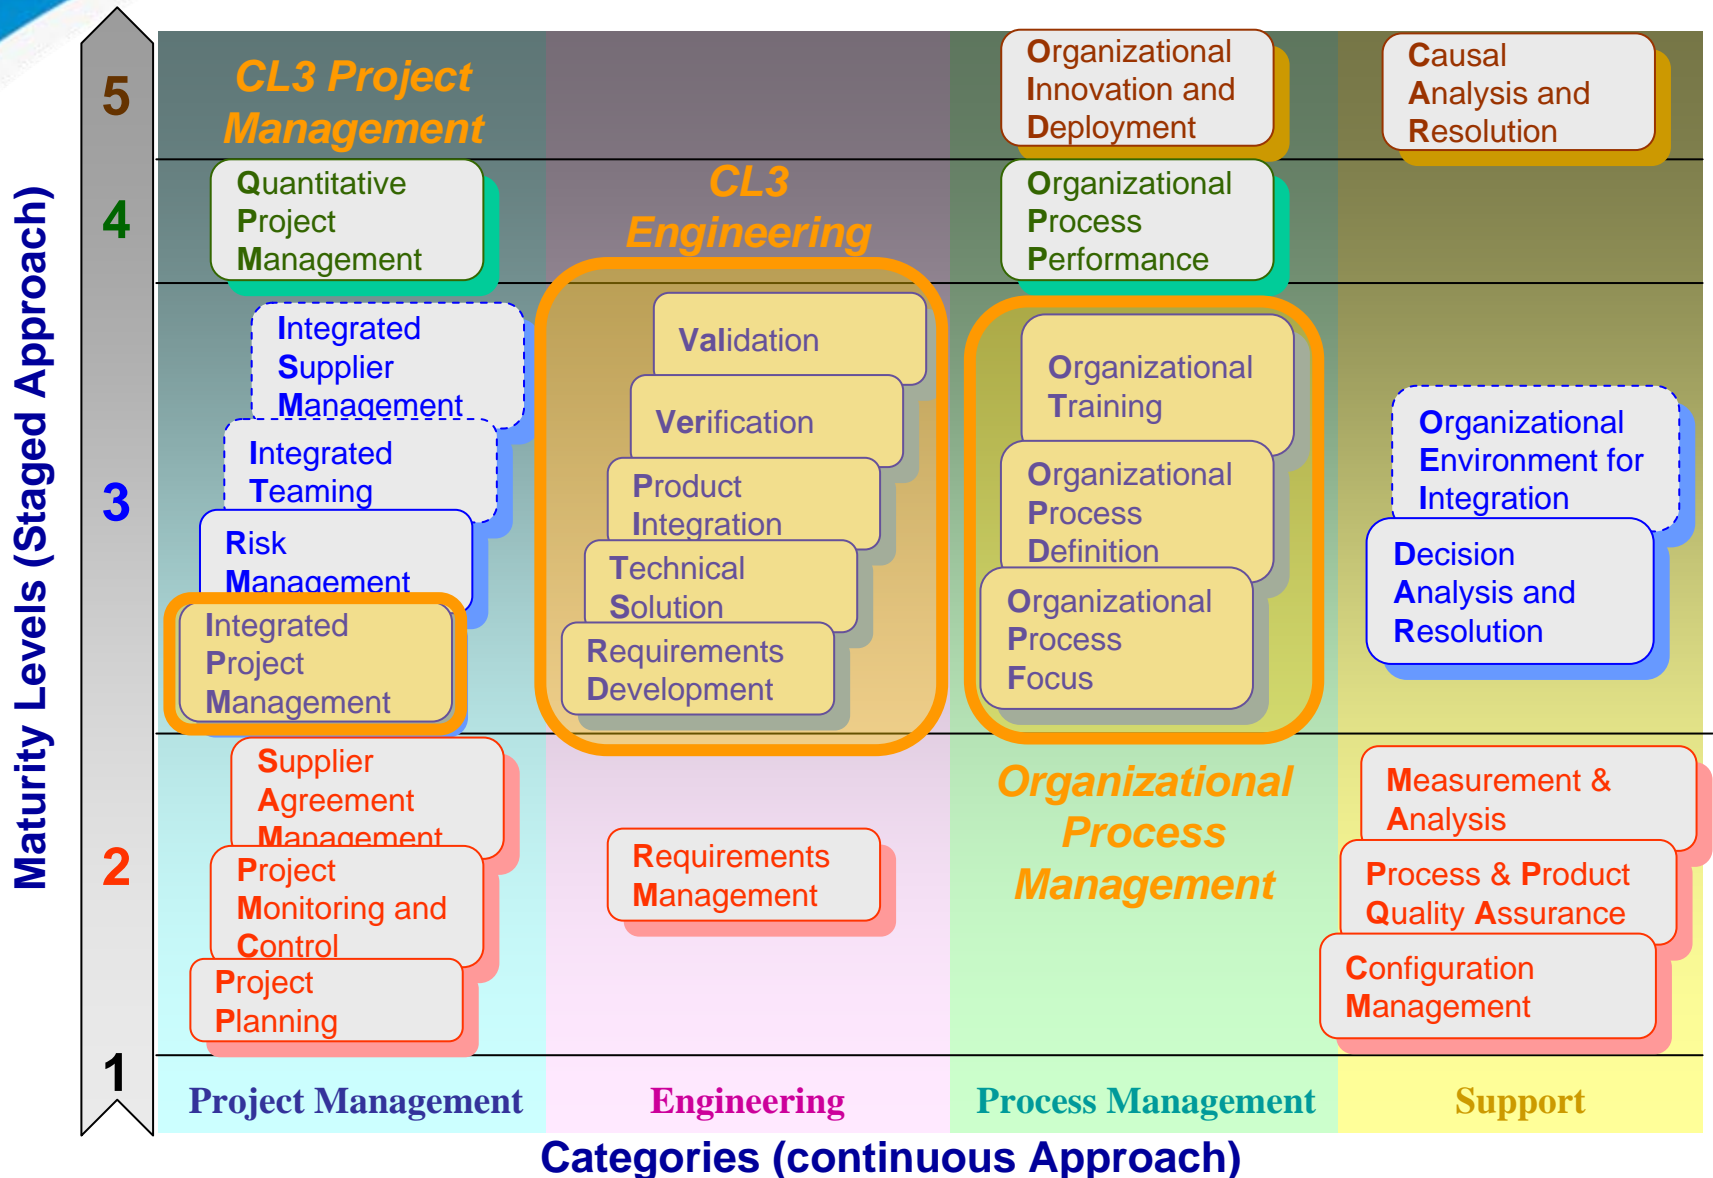 Maturity Levels (Staged Approach)
5
4
3
2
1
CL3 Project
Management
Quantitative
Project
Management
Integrated
Supplier
Management
Integrated
Teaming
Risk
Management
Integrated
Project
Management
Supplier
Agreement
Management
Project
Monitoring and
Control
Project
Planning
CL3
Engineering
Validation
Verification
Product
Integration
Technical
Solution
Requirements
Development
Requirements
Management
Organizational
Innovation and
Deployment
Organizational
Process
Performance
Organizational
Training
Organizational
Process
Definition
Organizational
Process
Focus
Organizational
Process
Management
Causal
Analysis and
Resolution
Organizational
Environment for
Integration
Decision
Analysis and
Resolution
Measurement &
Analysis
Process & Product
Quality Assurance
Configuration
Management
Project Management
Engineering
Process Management
Support
Categories (continuous Approach)